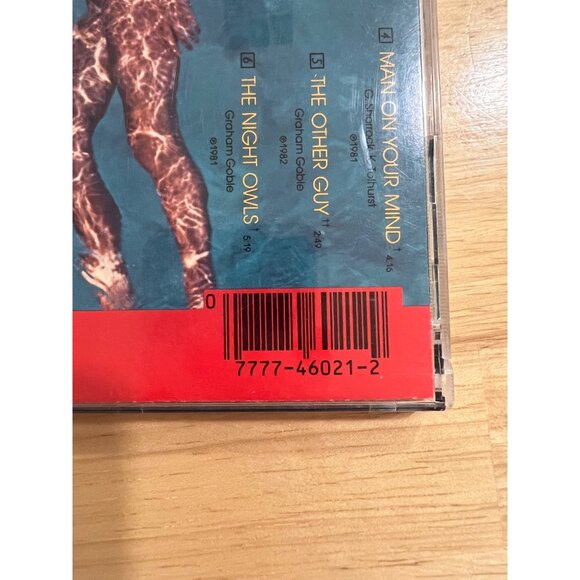 4 MAN ON YOUR MIND† 4:16
G. Sharrock/K. Tolhurst
℗1981
5 THE OTHER GUY†† 2:49
Graham Goble
℗1982
6 THE NIGHT OWLS† 5:19
Graham Goble
℗1981
0
7777-46021-2